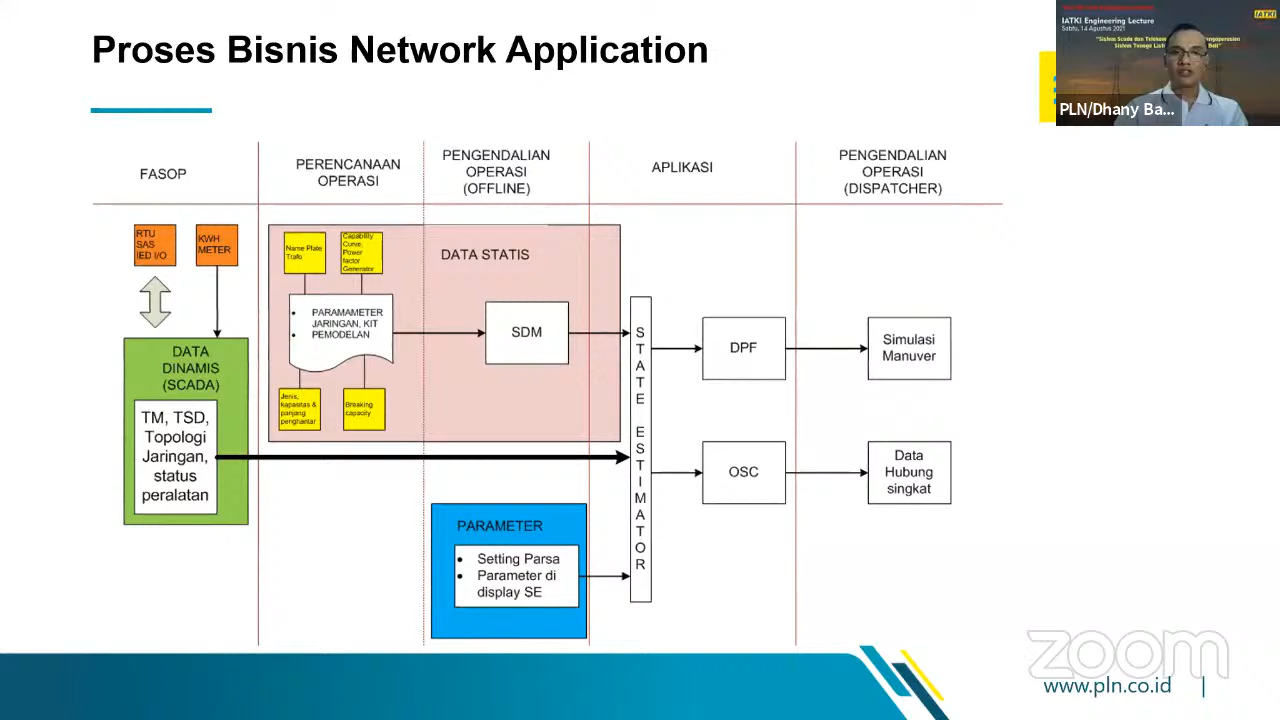 Proses Bisnis Network Application
IATKI Engineering Lecture
Sabtu, 14 Agustus 2021
IATKI
PLN/Dhany Ba...
FASOP
PERENCANAAN
OPERASI
PENGENDALIAN
OPERASI
(OFFLINE)
APLIKASI
PENGENDALIAN
OPERASI
(DISPATCHER)
RTU
SAS
IED I/O
KWH
METER
DATA
DINAMIS
(SCADA)
TM, TSD,
Topologi
Jaringan,
status
peralatan
DATA STATIS
Name Plate
Trafo
Capability
Curve,
Power
factor
Generator
• PARAMAMETER
JARINGAN, KIT
• PEMODELAN
Jenis,
kapasitas &
panjang
penghantar
Breaking
capacity
SDM
PARAMETER
• Setting Parsa
• Parameter di
display SE
STATE ESTIMATOR
DPF
OSC
Simulasi
Manuver
Data
Hubung
singkat
zoom
www.pln.co.id |